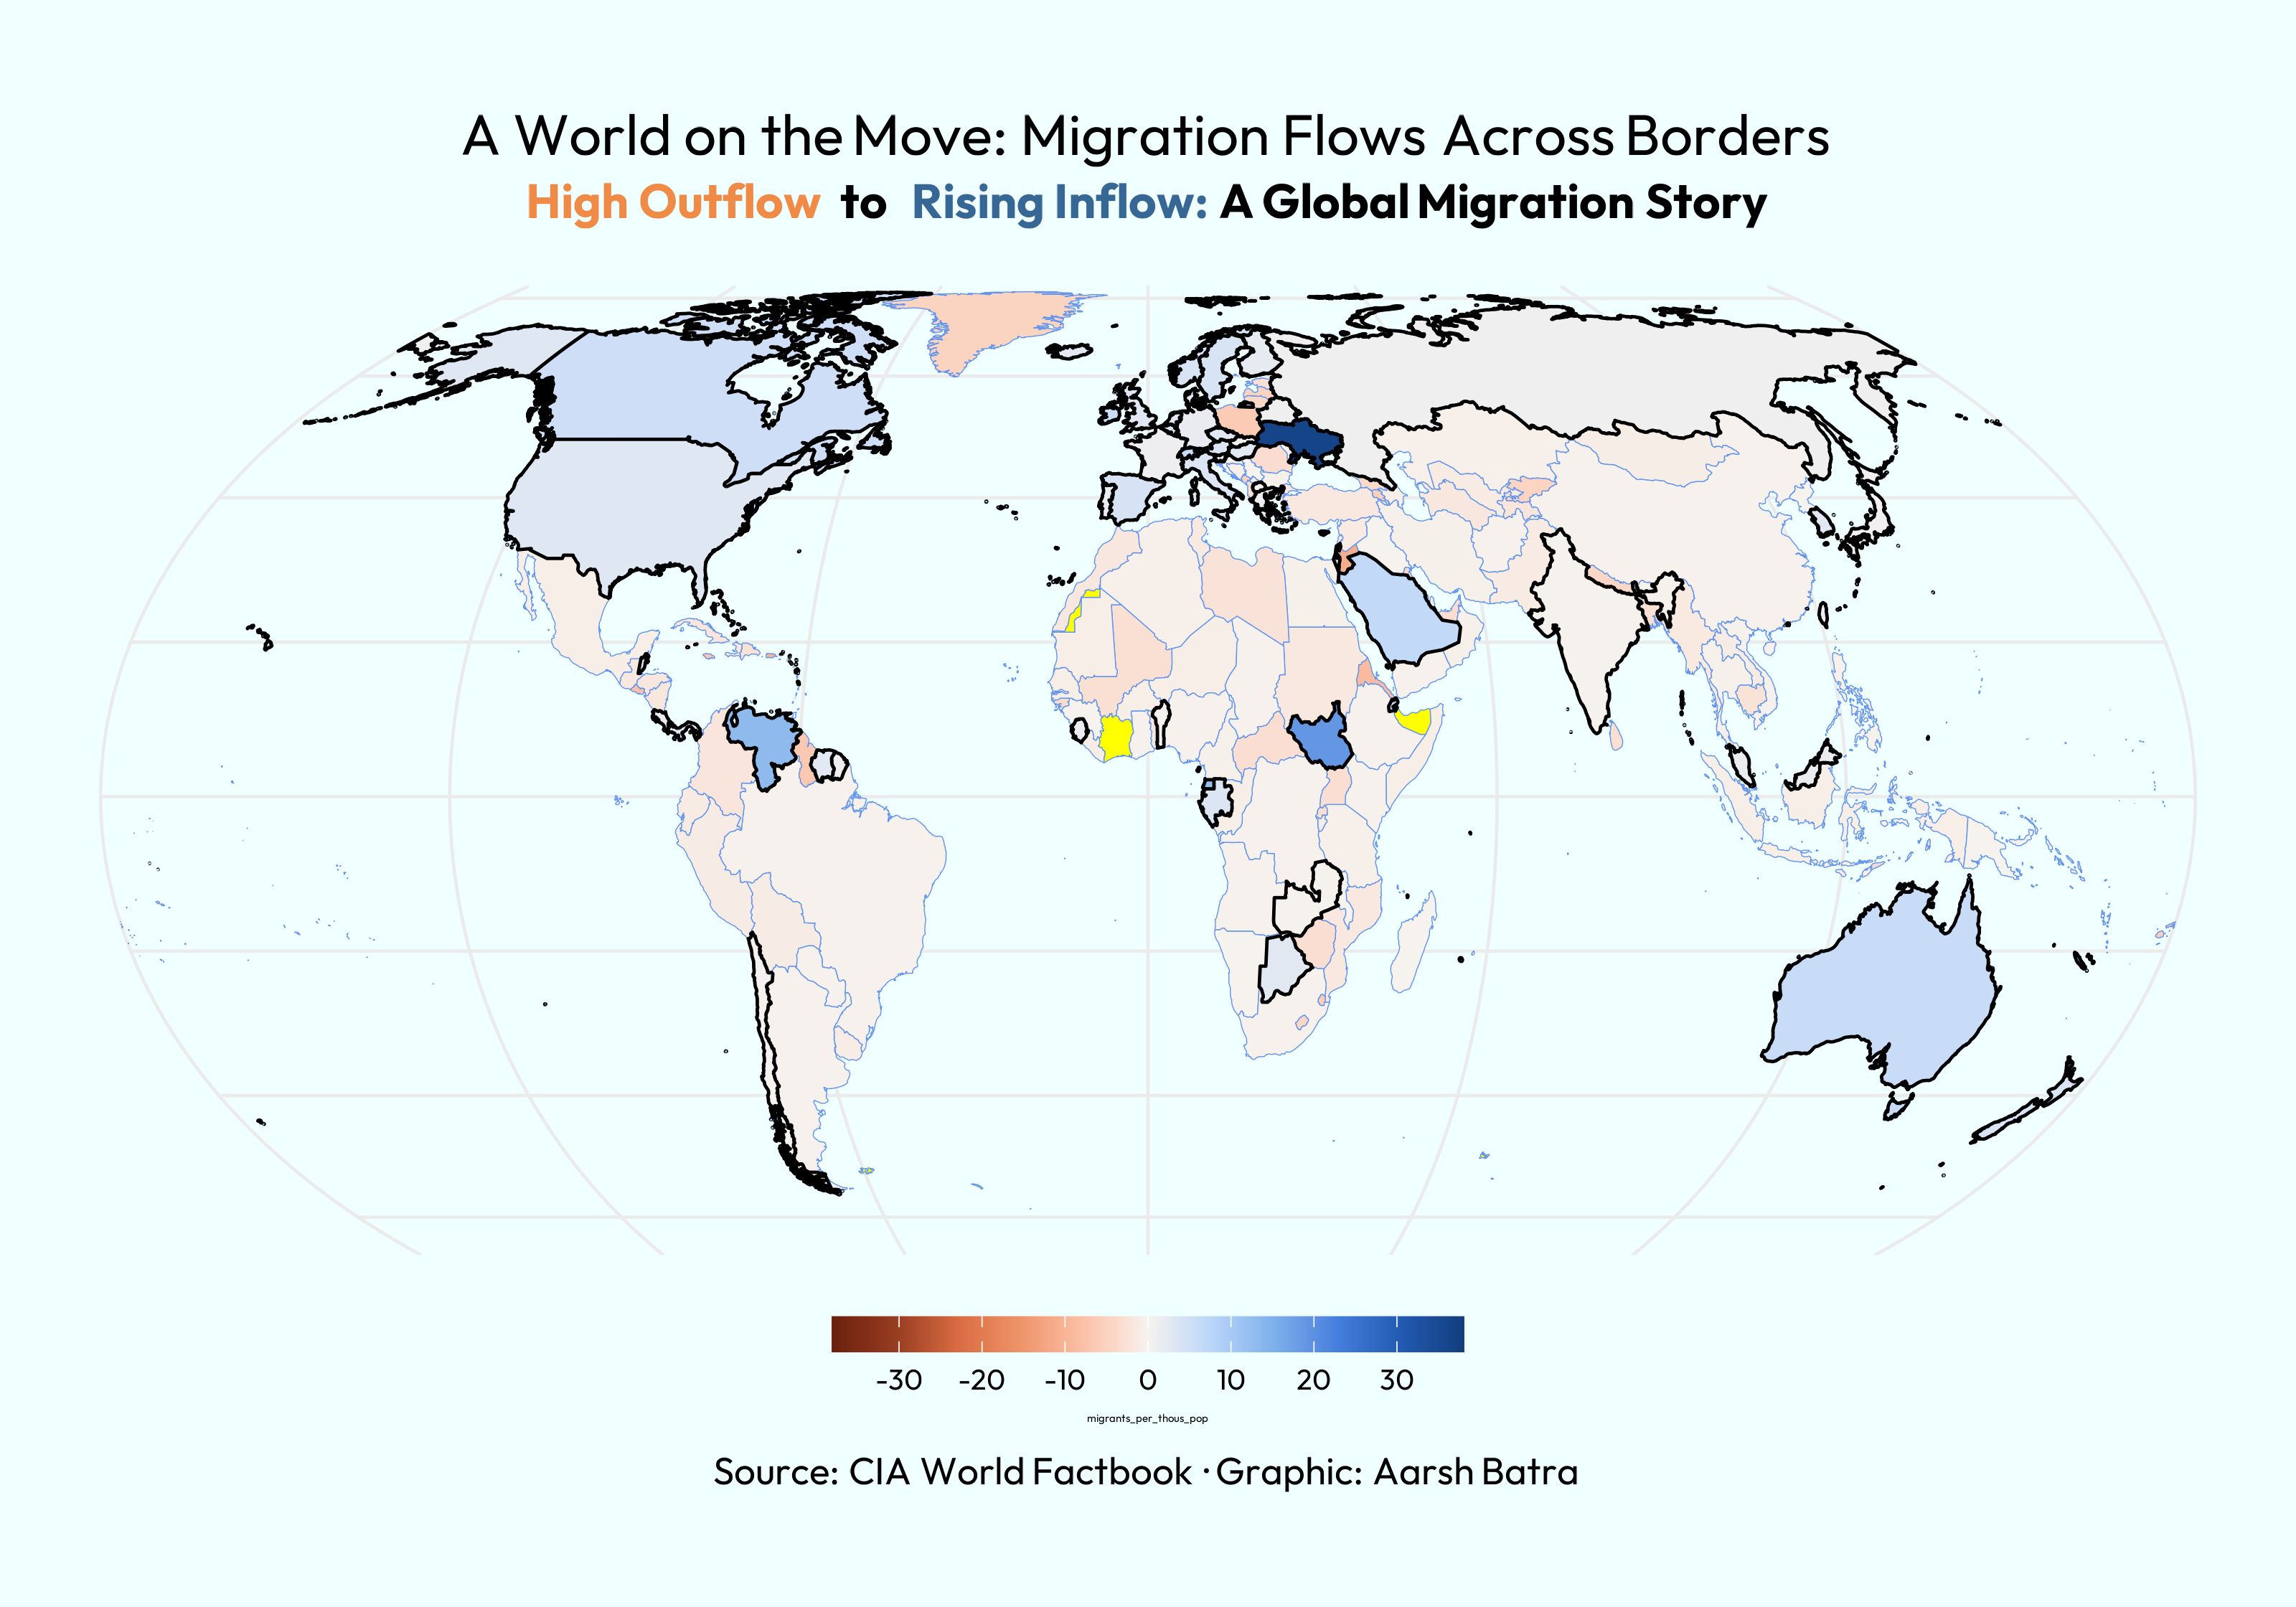 A World on the Move: Migration Flows Across Borders
High Outflow to Rising Inflow: A Global Migration Story
-30 -20 -10 0 10 20 30
migrants_per_thous_pop
Source: CIA World Factbook · Graphic: Aarsh Batra